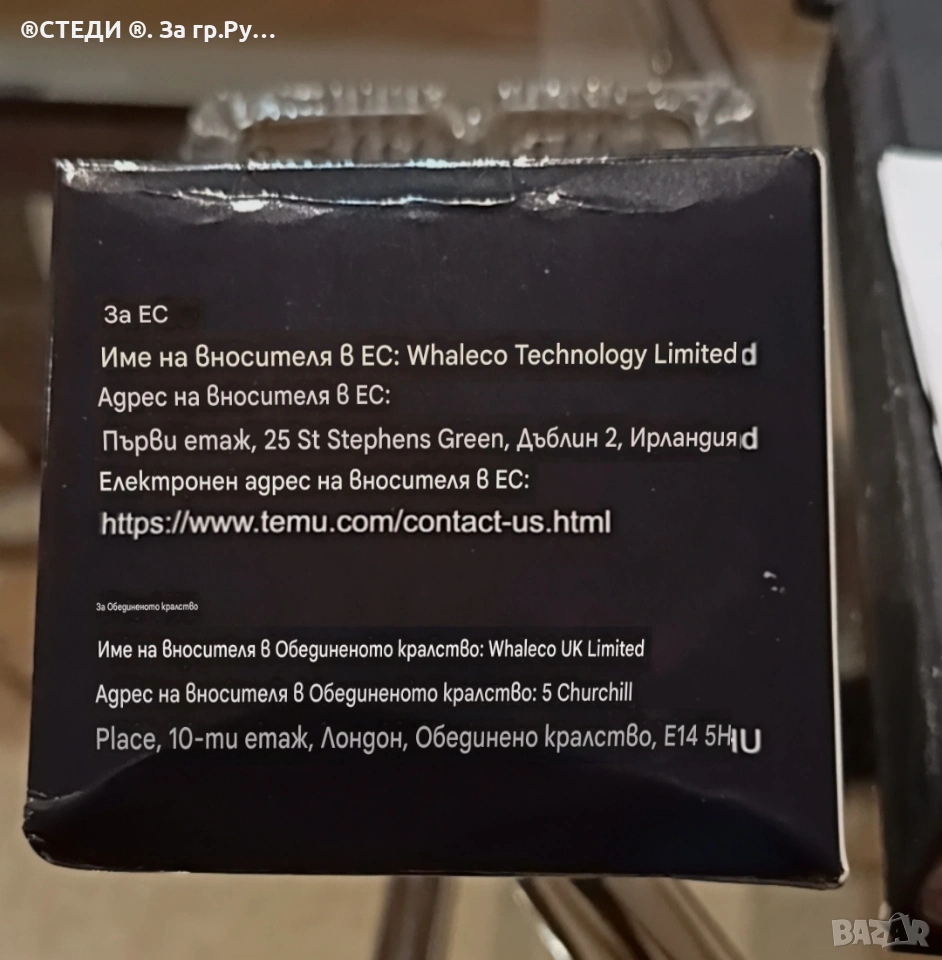 ®СТЕДИ ®. За гр.Ру...
За ЕС
Име на вносителя в ЕС: Whaleco Technology Limited d
Адрес на вносителя в ЕС:
Първи етаж, 25 St Stephens Green, Дъблин 2, Ирландия d
Електронен адрес на вносителя в ЕС:
https://www.temu.com/contact-us.html
За Обединеното кралство
Име на вносителя в Обединеното кралство: Whaleco UK Limited
Адрес на вносителя в Обединеното кралство: 5 Churchill
Place, 10-ти етаж, Лондон, Обединено кралство, E14 5HU
BAZAR